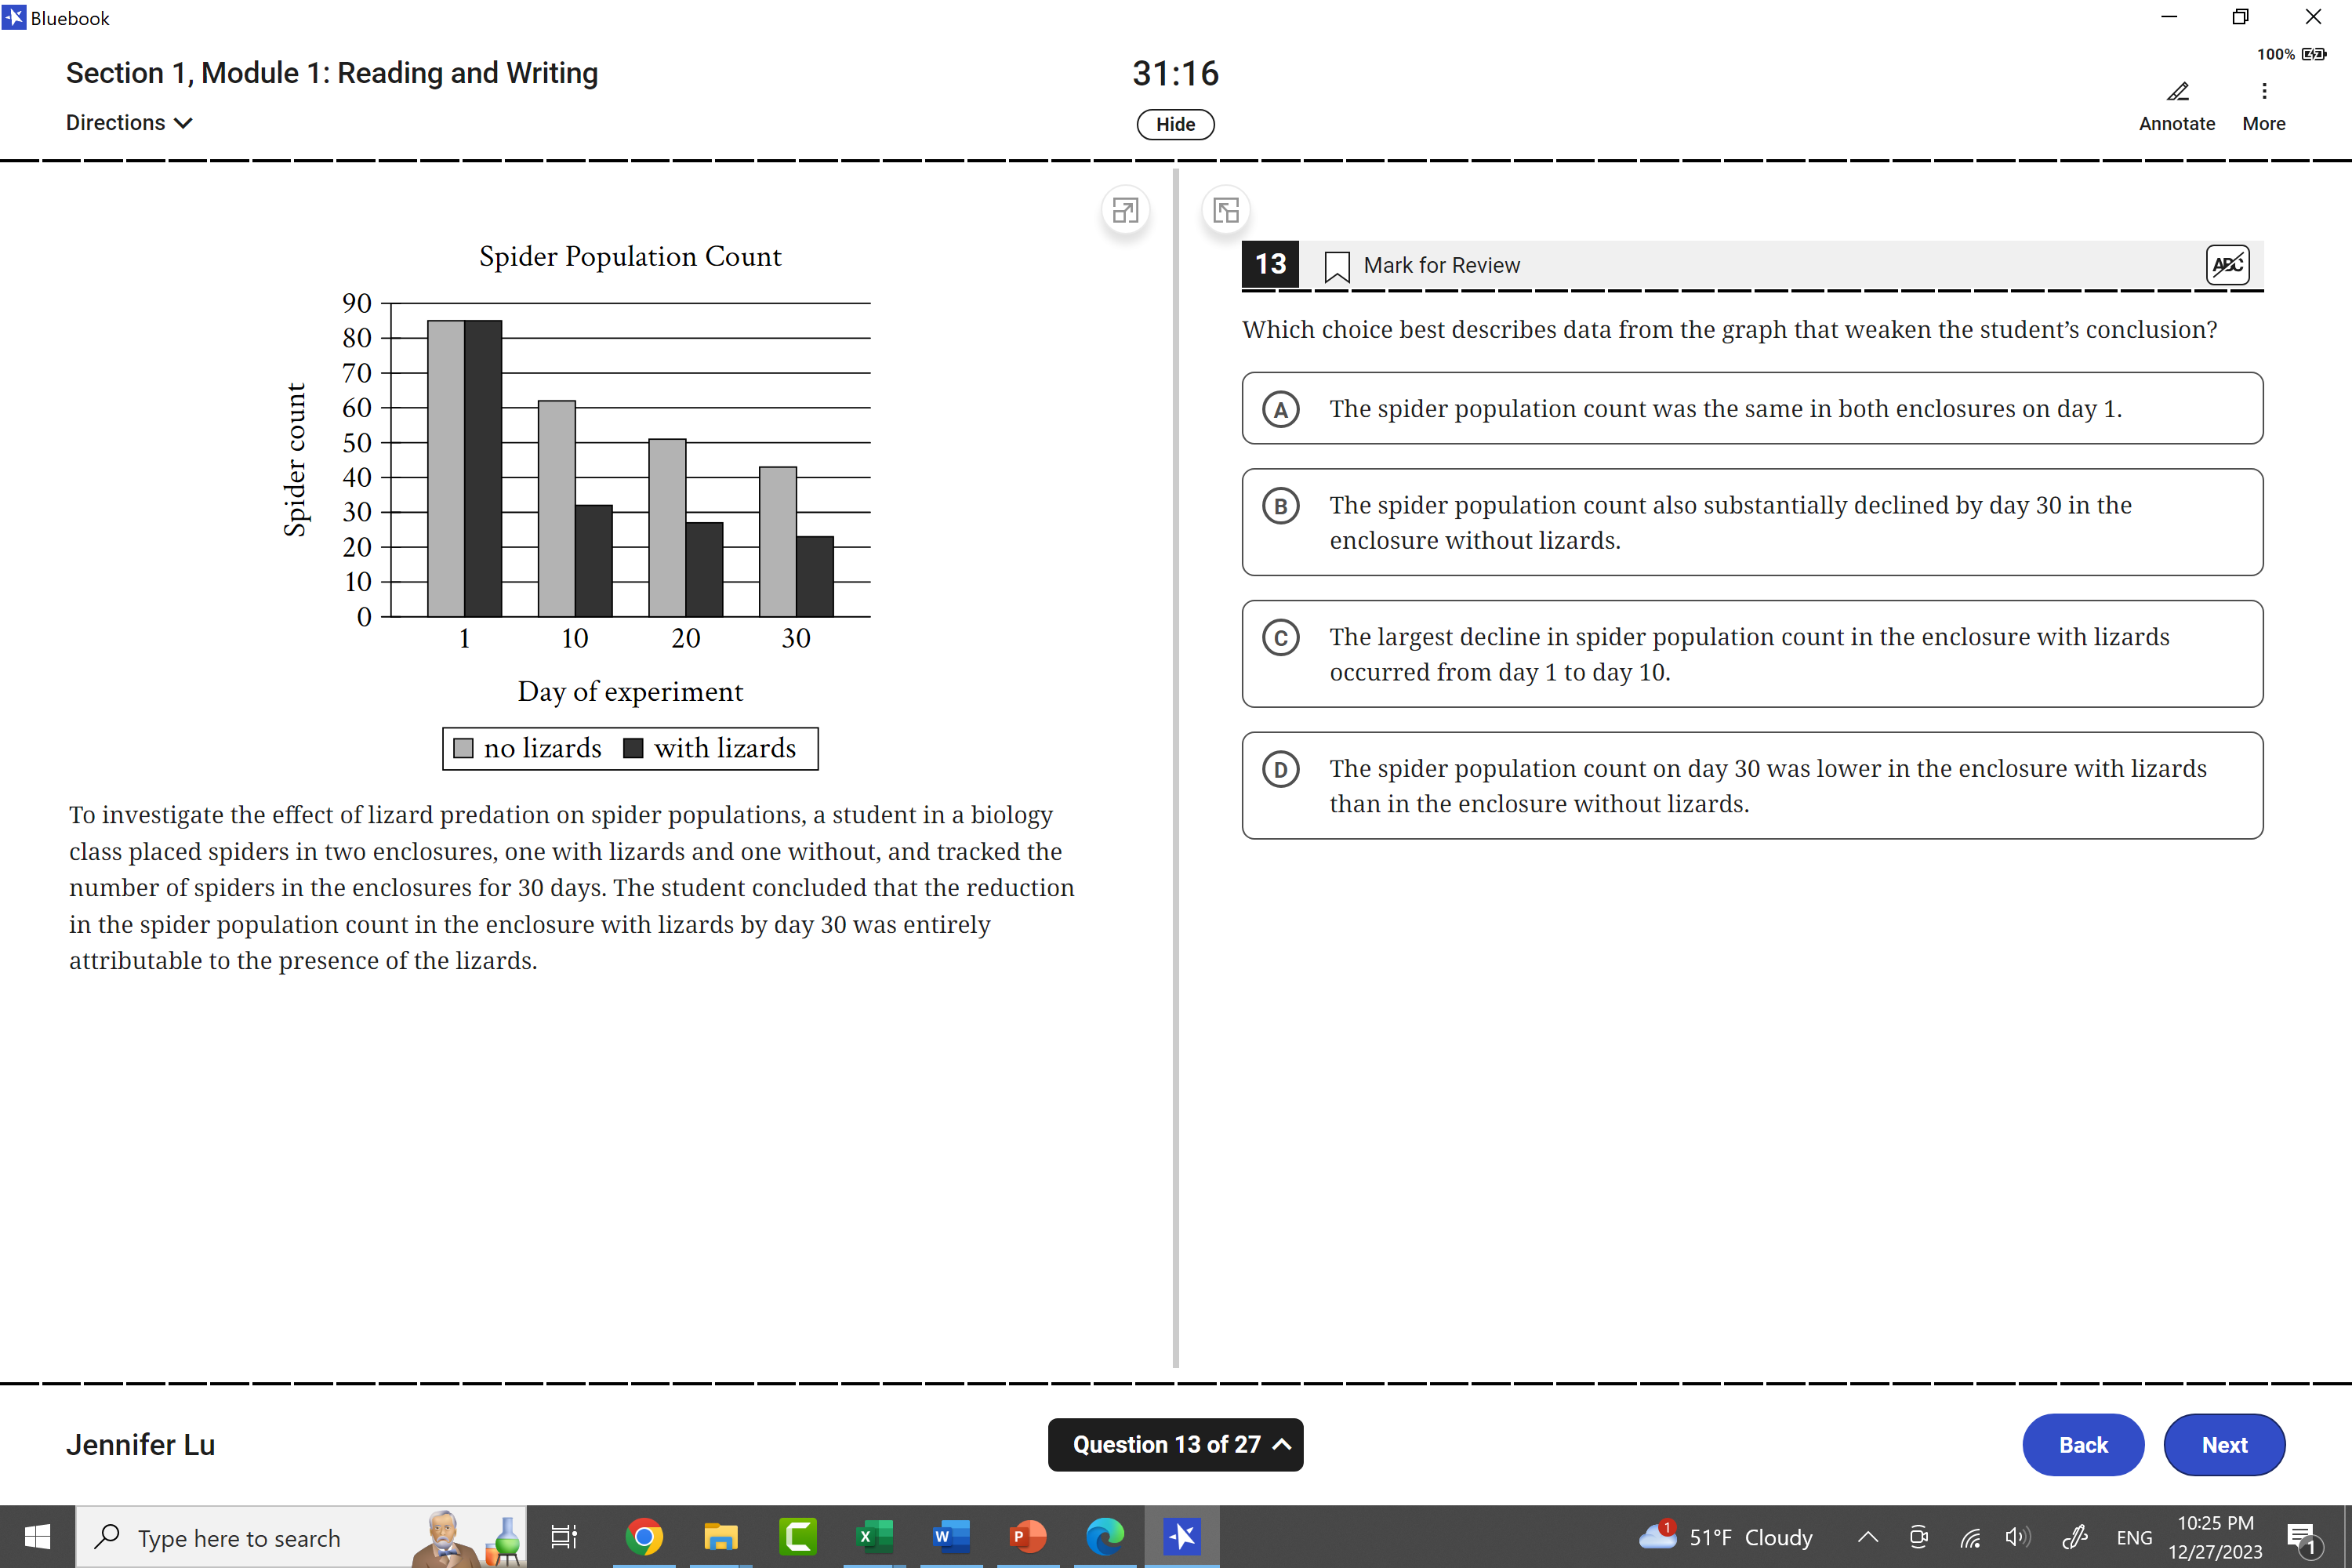 Bluebook
Section 1, Module 1: Reading and Writing
Directions
31:16
Hide
100%
Annotate
More
Spider Population Count
90
80
70
60
50
40
30
20
10
0
Spider count
1 10 20 30
Day of experiment
no lizards with lizards
To investigate the effect of lizard predation on spider populations, a student in a biology
class placed spiders in two enclosures, one with lizards and one without, and tracked the
number of spiders in the enclosures for 30 days. The student concluded that the reduction
in the spider population count in the enclosure with lizards by day 30 was entirely
attributable to the presence of the lizards.
13 Mark for Review ABC
Which choice best describes data from the graph that weaken the student’s conclusion?
A The spider population count was the same in both enclosures on day 1.
B The spider population count also substantially declined by day 30 in the
enclosure without lizards.
C The largest decline in spider population count in the enclosure with lizards
occurred from day 1 to day 10.
D The spider population count on day 30 was lower in the enclosure with lizards
than in the enclosure without lizards.
Jennifer Lu
Question 13 of 27
Back
Next
Type here to search
X
W
P
1
51°F Cloudy
ENG
10:25 PM
12/27/2023
1